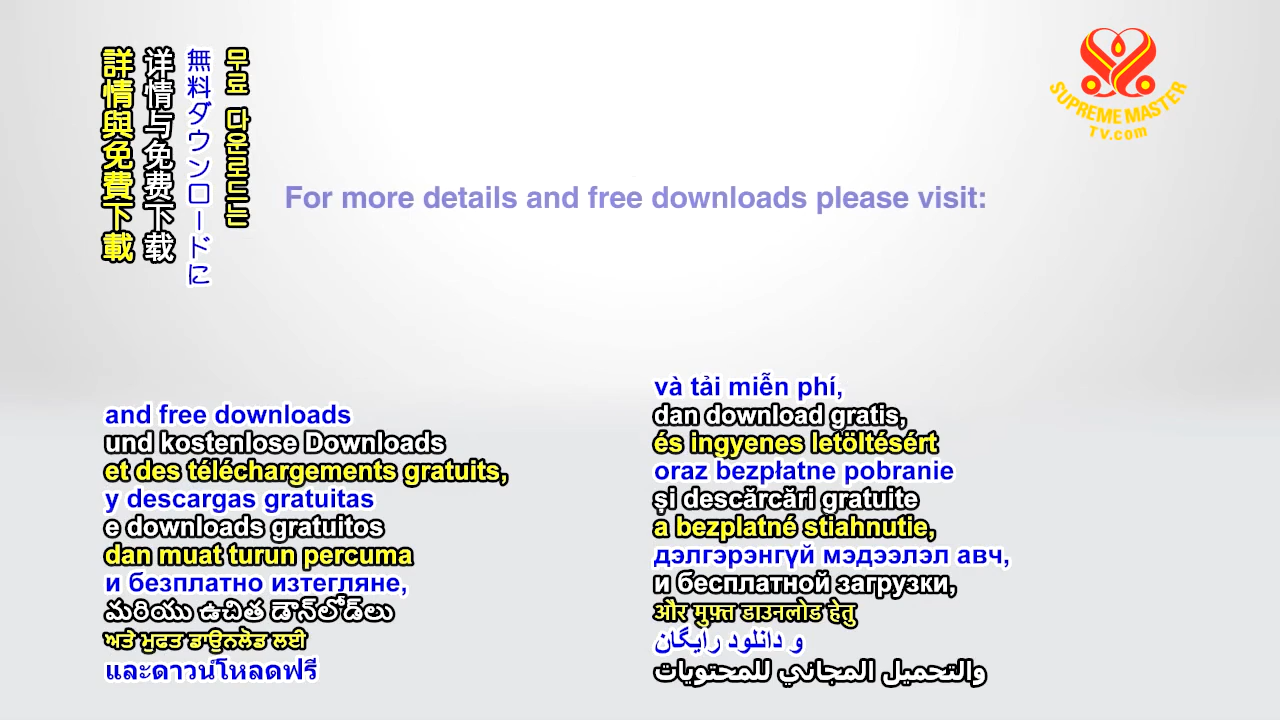 詳情與免費下載
详情与免费下载
無料ダウンロードに
무료 다운로드는
SUPREME MASTER
TV.com
For more details and free downloads please visit:
and free downloads
und kostenlose Downloads
et des téléchargements gratuits,
y descargas gratuitas
e downloads gratuitos
dan muat turun percuma
и безплатно изтегляне,
మరియు ఉచిత డౌన్‌లోడ్‌లు
ਅਤੇ ਮੁਫਤ ਡਾਉਨਲੋਡ ਲਈ
และดาวน์โหลดฟรี
và tải miễn phí,
dan download gratis,
és ingyenes letöltésért
oraz bezpłatne pobranie
și descărcări gratuite
a bezplatné stiahnutie,
дэлгэрэнгүй мэдээлэл авч,
и бесплатной загрузки,
और मुफ़्त डाउनलोड हेतु
و دانلود رایگان
والتحميل المجاني للمحتويات